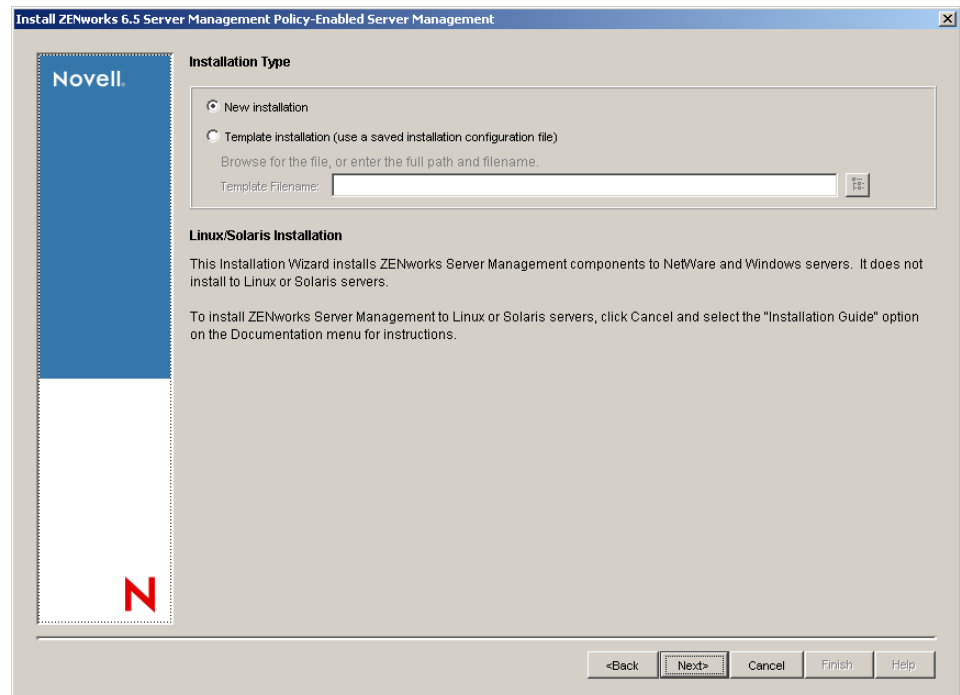 Install ZENworks 6.5 Server Management Policy-Enabled Server Management
Novell.
Installation Type
New installation
Template installation (use a saved installation configuration file)
Browse for the file, or enter the full path and filename.
Template Filename:
Linux/Solaris Installation
This Installation Wizard installs ZENworks Server Management components to NetWare and Windows servers. It does not
install to Linux or Solaris servers.
To install ZENworks Server Management to Linux or Solaris servers, click Cancel and select the "Installation Guide" option
on the Documentation menu for instructions.
N
<Back Next> Cancel Finish Help